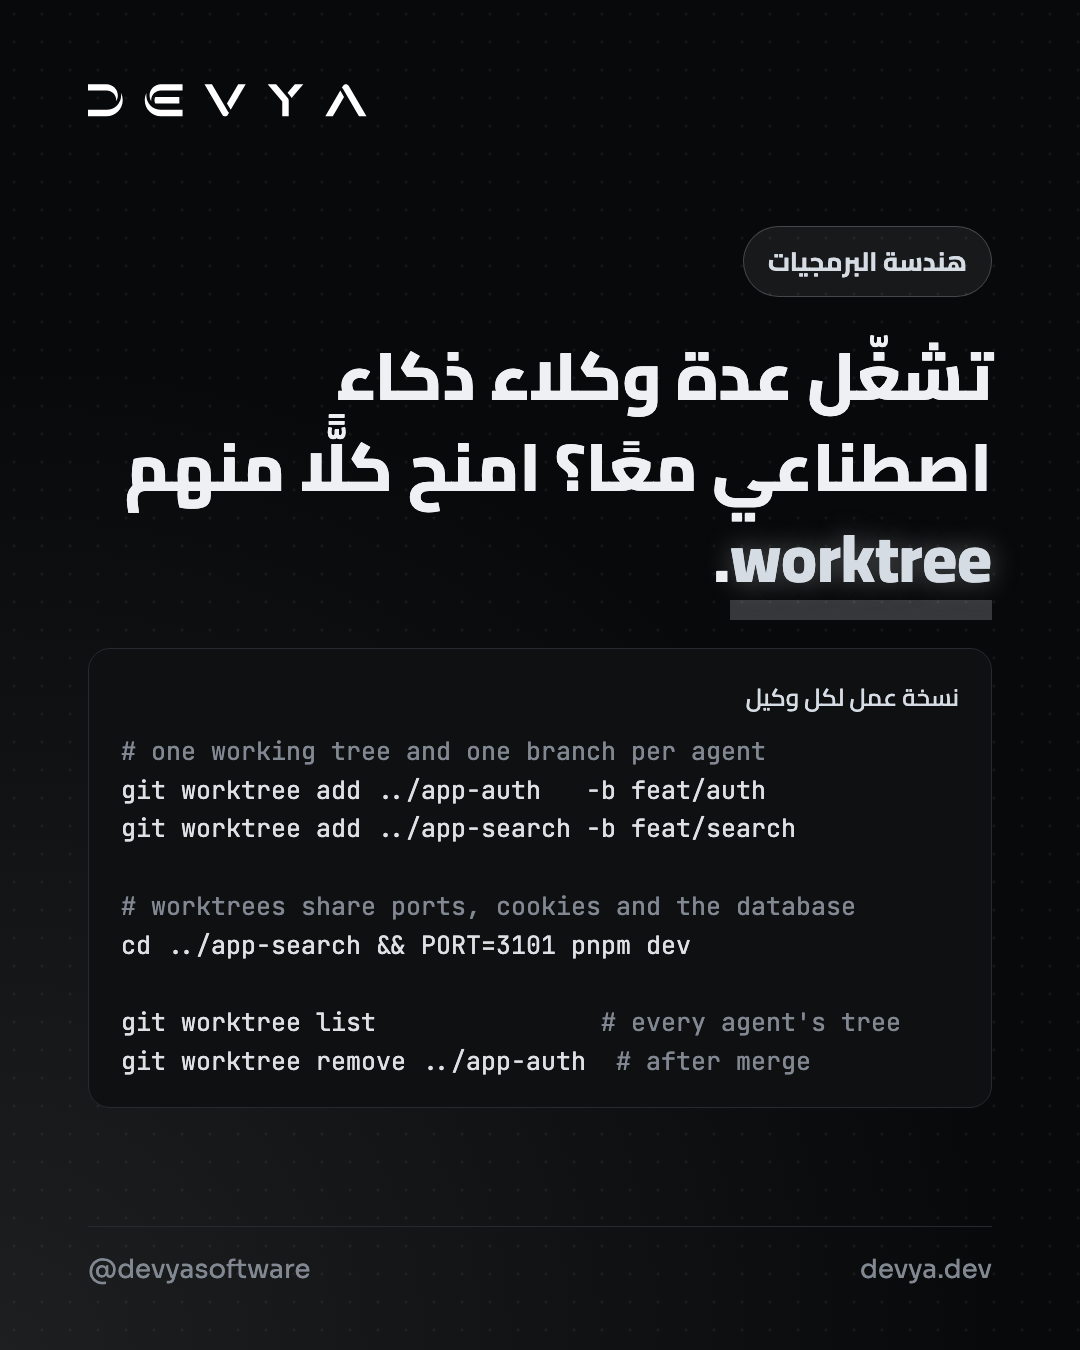 DEVYA
هندسة البرمجيات
تشغّل عدة وكلاء ذكاء
اصطناعي معًا؟ امنح كلًّا منهم
worktree.
نسخة عمل لكل وكيل
# one working tree and one branch per agent
git worktree add ../app-auth   -b feat/auth
git worktree add ../app-search -b feat/search
# worktrees share ports, cookies and the database
cd ../app-search && PORT=3101 pnpm dev
git worktree list               # every agent's tree
git worktree remove ../app-auth  # after merge
@devyasoftware
devya.dev